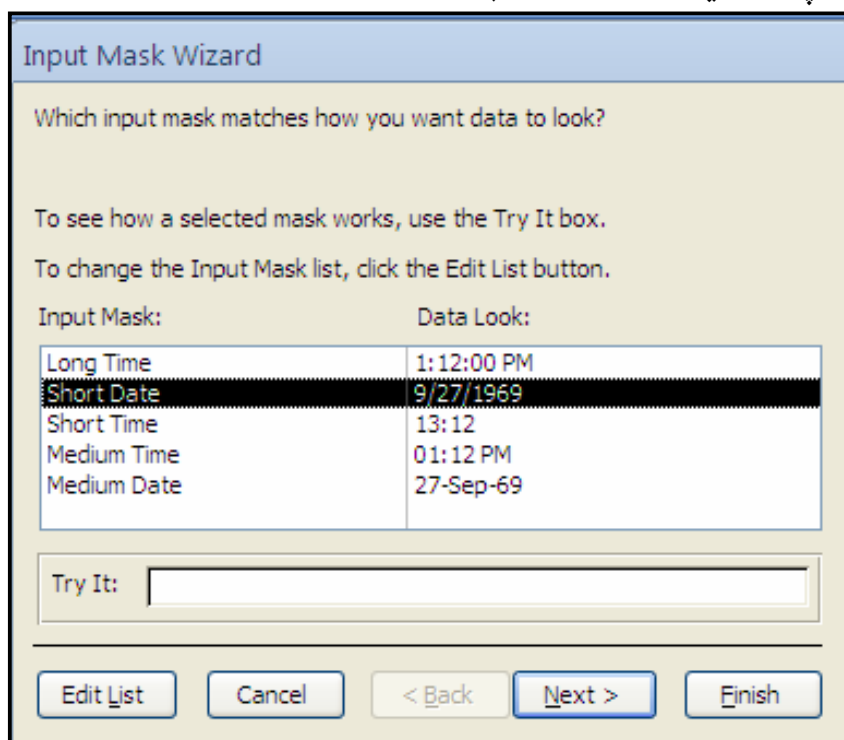 Input Mask Wizard
Which input mask matches how you want data to look?
To see how a selected mask works, use the Try It box.
To change the Input Mask list, click the Edit List button.
Input Mask: Data Look:
Long Time 1:12:00 PM
Short Date 9/27/1969
Short Time 13:12
Medium Time 01:12 PM
Medium Date 27-Sep-69
Try It:
Edit List Cancel < Back Next > Finish